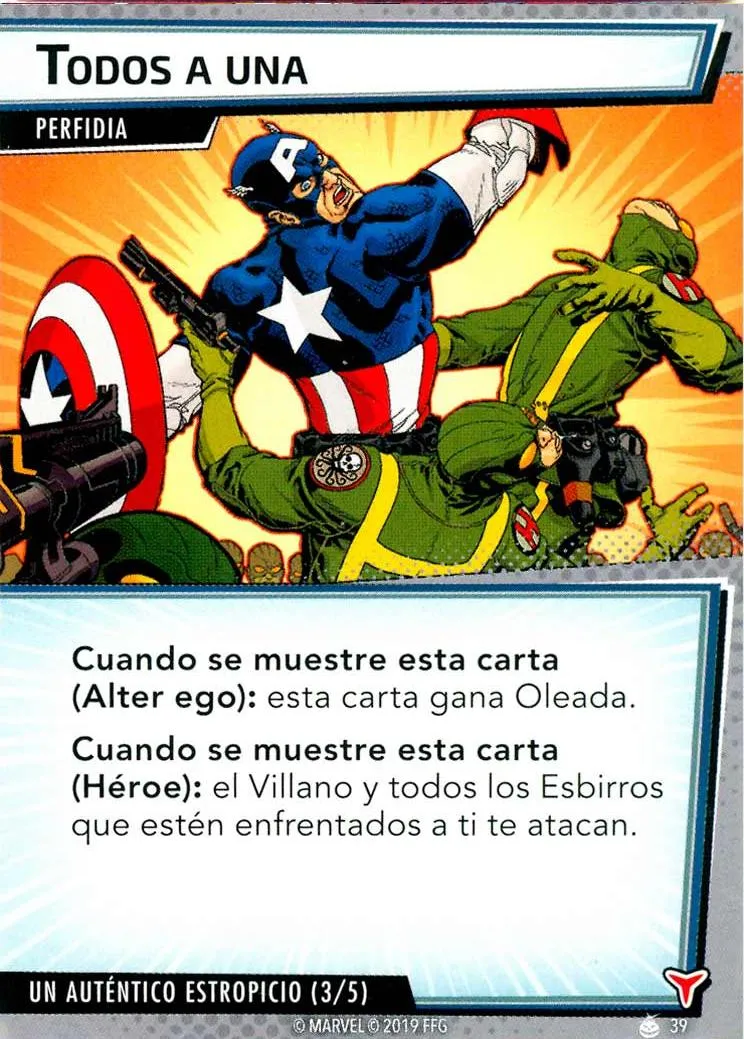 TODOS A UNA
PERFIDIA
Cuando se muestre esta carta
(Alter ego): esta carta gana Oleada.
Cuando se muestre esta carta
(Héroe): el Villano y todos los Esbirros
que estén enfrentados a ti te atacan.
UN AUTÉNTICO ESTROPICIO (3/5)
© MARVEL © 2019 FFG
39